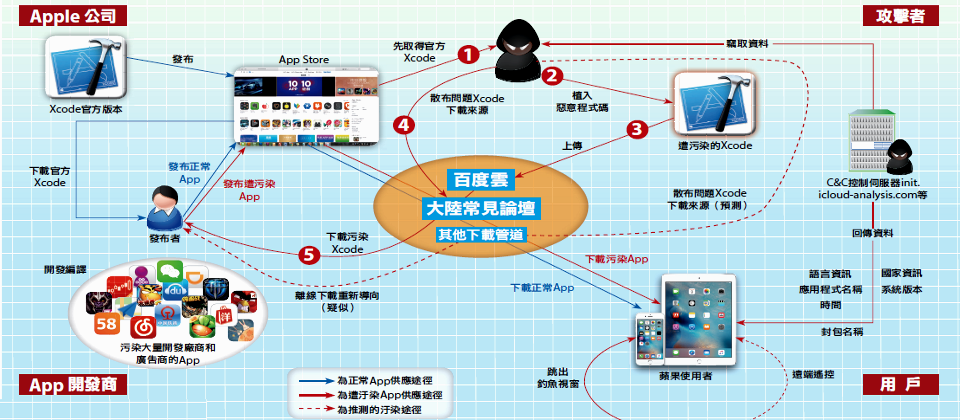 Apple 公司
攻擊者
Xcode官方版本
發布
App Store
先取得官方
Xcode
1
竊取資料
2
植入
惡意程式碼
散布問題Xcode
下載來源
4
3
上傳
遭污染的Xcode
C&C控制伺服器init.
icloud-analysis.com等
下載官方
Xcode
發布正常
App
發布遭污染
App
百度雲
大陸常見論壇
其他下載管道
散布問題Xcode
下載來源（預測）
回傳資料
發布者
下載污染
Xcode
5
下載污染App
下載正常App
語言資訊
應用程式名稱
時間
國家資訊
系統版本
封包名稱
開發編譯
離線下載重新導向
（疑似）
58
du
洋
污染大量開發廠商和
廣告商的App
蘋果使用者
跳出
釣魚視窗
遠端遙控
為正常App供應途徑
為遭汙染App供應途徑
為推測的汙染途徑
App 開發商
用 戶